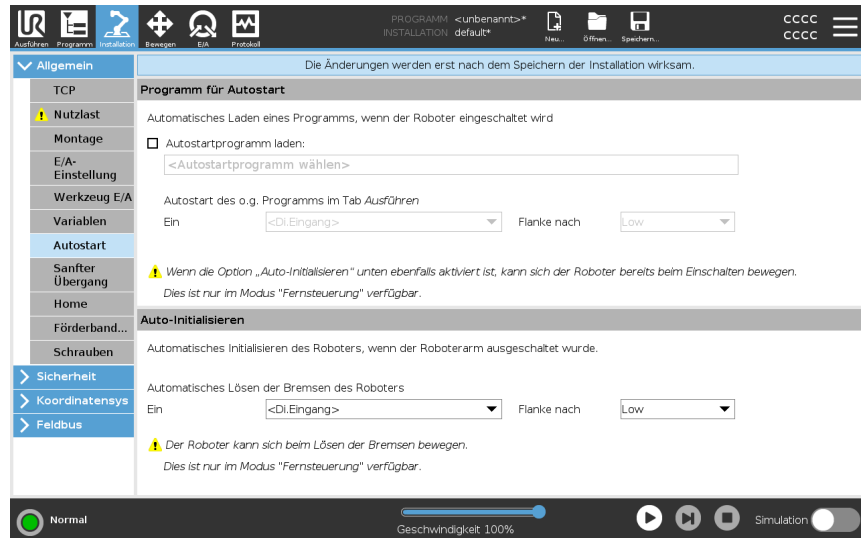 PROGRAMM <unbenannt>*
INSTALLATION default*
CCCC
CCCC
Ausführen Programm Installation Bewegen E/A Protokoll Neu... Öffnen... Speichern...
Allgemein
TCP
Nutzlast
Montage
E/A-
Einstellung
Werkzeug E/A
Variablen
Autostart
Sanfter
Übergang
Home
Förderband...
Schrauben
Sicherheit
Koordinatensys
Feldbus
Die Änderungen werden erst nach dem Speichern der Installation wirksam.
Programm für Autostart
Automatisches Laden eines Programms, wenn der Roboter eingeschaltet wird
Autostartprogramm laden:
<Autostartprogramm wählen>
Autostart des o.g. Programms im Tab Ausführen
Ein <Di.Eingang> Flanke nach Low
Wenn die Option „Auto-Initialisieren" unten ebenfalls aktiviert ist, kann sich der Roboter bereits beim Einschalten bewegen.
Dies ist nur im Modus "Fernsteuerung" verfügbar.
Auto-Initialisieren
Automatisches Initialisieren des Roboters, wenn der Roboterarm ausgeschaltet wurde.
Automatisches Lösen der Bremsen des Roboters
Ein <Di.Eingang> Flanke nach Low
Der Roboter kann sich beim Lösen der Bremsen bewegen.
Dies ist nur im Modus "Fernsteuerung" verfügbar.
Normal
Geschwindigkeit 100%
Simulation